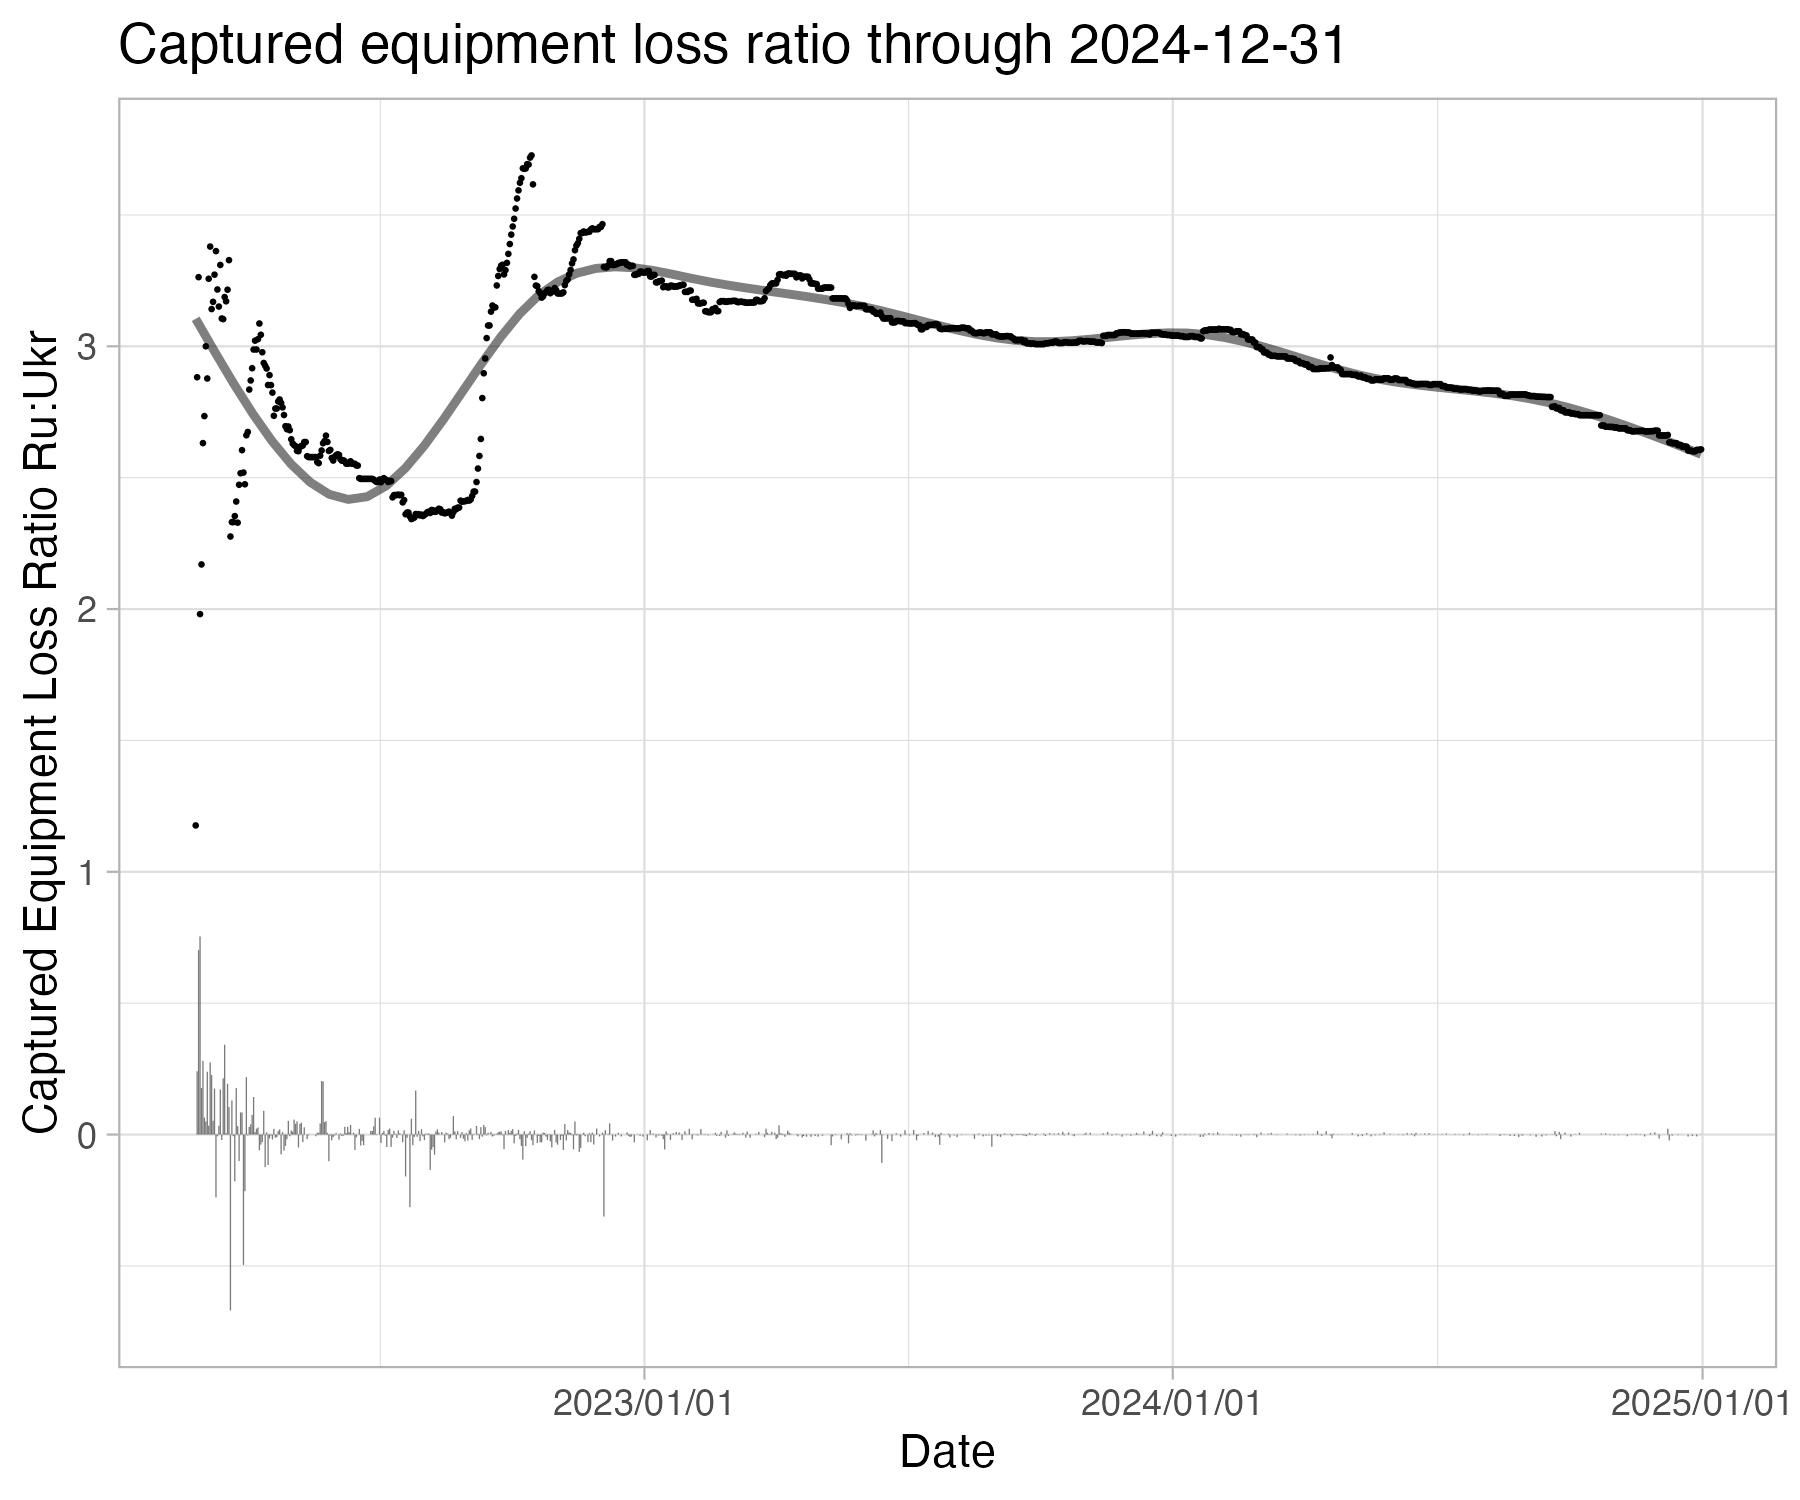 Captured equipment loss ratio through 2024-12-31
Captured Equipment Loss Ratio Ru:Ukr
3
2
1
0
2023/01/01
2024/01/01
2025/01/01
Date